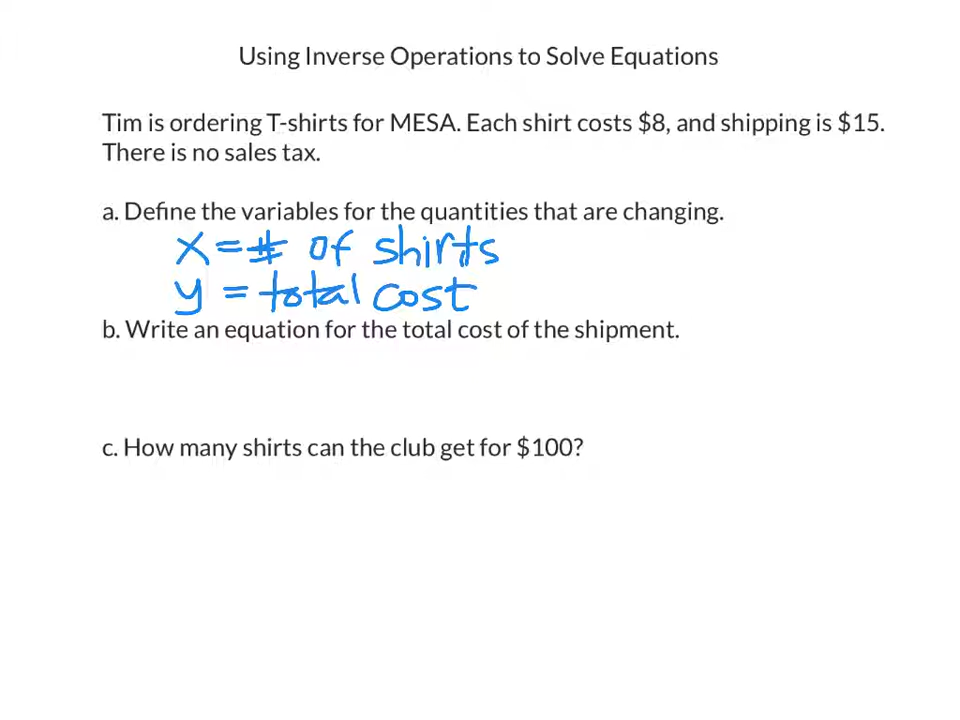 Using Inverse Operations to Solve Equations
Tim is ordering T-shirts for MESA. Each shirt costs $8, and shipping is $15.
There is no sales tax.
a. Define the variables for the quantities that are changing.
x = # of shirts
y = total cost
b. Write an equation for the total cost of the shipment.
c. How many shirts can the club get for $100?